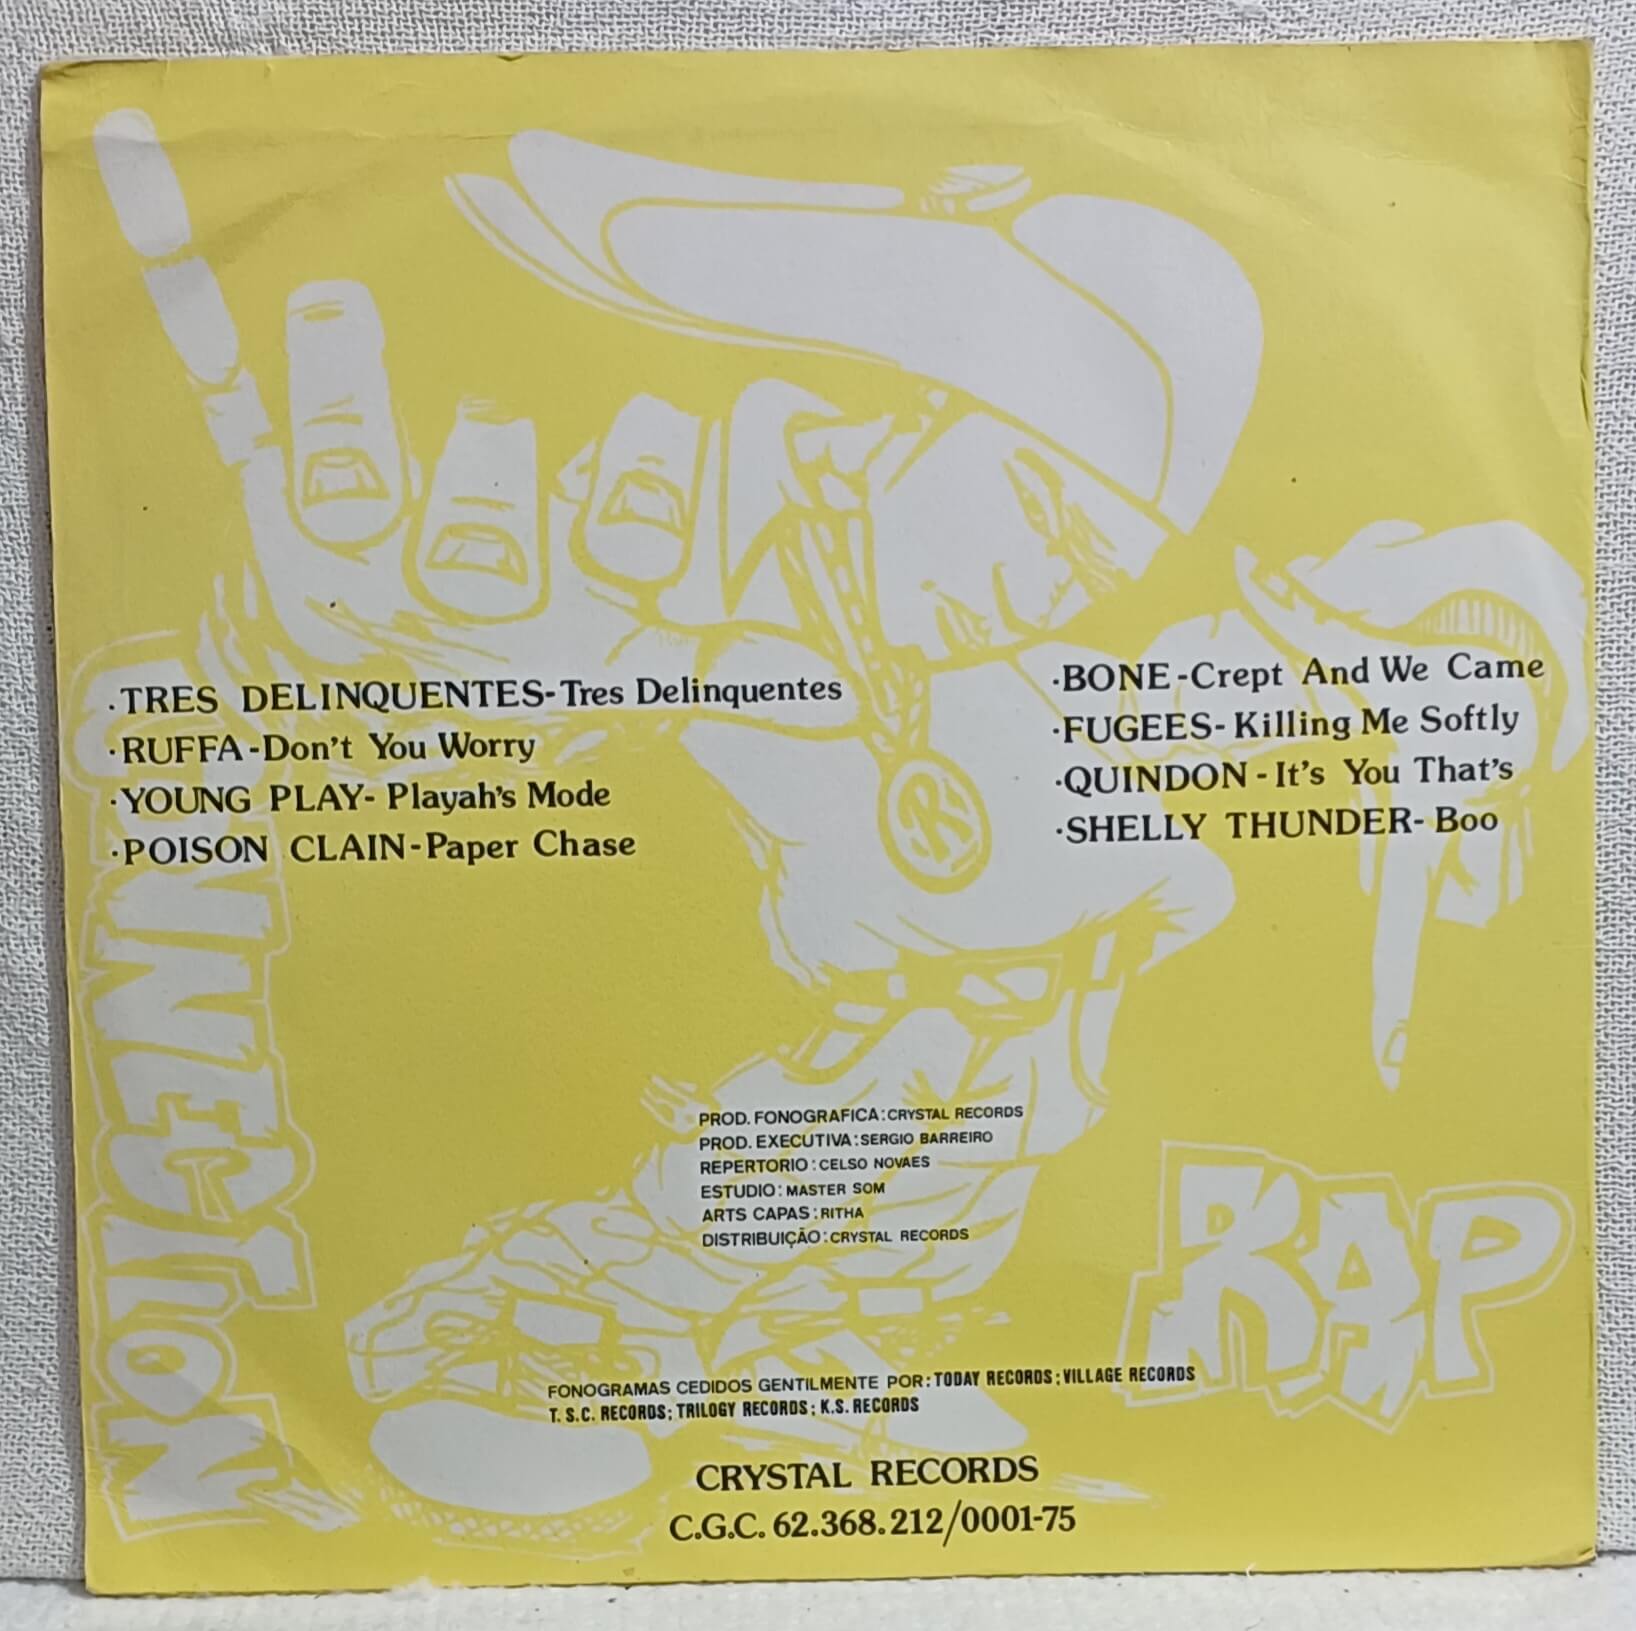 ·TRES DELINQUENTES-Tres Delinquentes
·RUFFA-Don't You Worry
·YOUNG PLAY- Playah's Mode
·POISON CLAIN-Paper Chase
·BONE-Crept And We Came
·FUGEES-Killing Me Softly
·QUINDON-It's You That's
·SHELLY THUNDER- Boo
R
CONNECTION
PROD. FONOGRAFICA: CRYSTAL RECORDS
PROD. EXECUTIVA: SERGIO BARREIRO
REPERTORIO: CELSO NOVAES
ESTUDIO: MASTER SOM
ARTS CAPAS: RITHA
DISTRIBUIÇÃO: CRYSTAL RECORDS
RAP
FONOGRAMAS CEDIDOS GENTILMENTE POR: TODAY RECORDS; VILLAGE RECORDS
T. S.C. RECORDS; TRILOGY RECORDS; K.S. RECORDS
CRYSTAL RECORDS
C.G.C. 62.368.212/0001-75